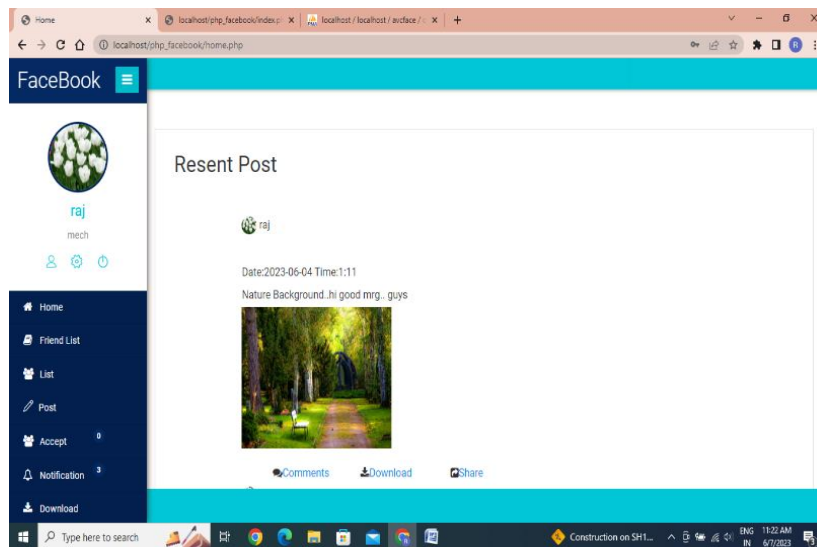 Home
localhost/php_facebook/index.p
localhost / localhost / avcface /
localhost/php_facebook/home.php
R
FaceBook
raj
mech
Home
Friend List
List
Post
Accept 0
Notification 3
Download
Resent Post
raj
Date:2023-06-04 Time:1:11
Nature Background..hi good mrg.. guys
Comments Download Share
Type here to search
Construction on SH1...
ENG 11:22 AM
IN 6/7/2023